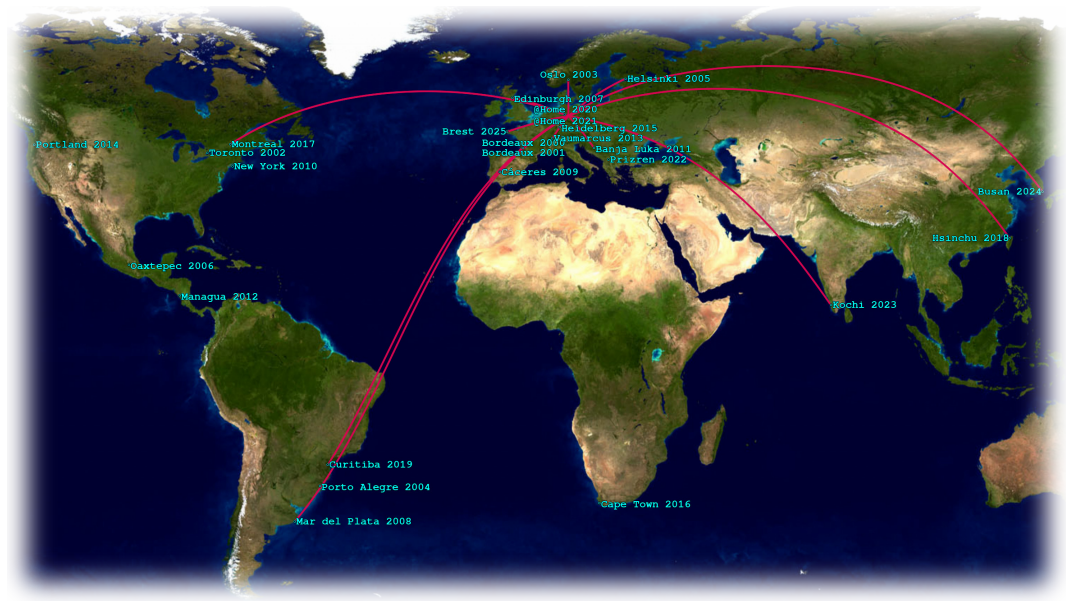 Oslo 2003
Helsinki 2005
Edinburgh 2007
@Home 2020
@Home 2021
Heidelberg 2015
Brest 2025
Vaumarcus 2013
Bordeaux 2000
Banja Luka 2011
Bordeaux 2001
Prizren 2022
Cáceres 2009
Portland 2014
Montreal 2017
Toronto 2002
New York 2010
Busan 2024
Hsinchu 2018
Oaxtepec 2006
Managua 2012
Kochi 2023
Curitiba 2019
Porto Alegre 2004
Cape Town 2016
Mar del Plata 2008